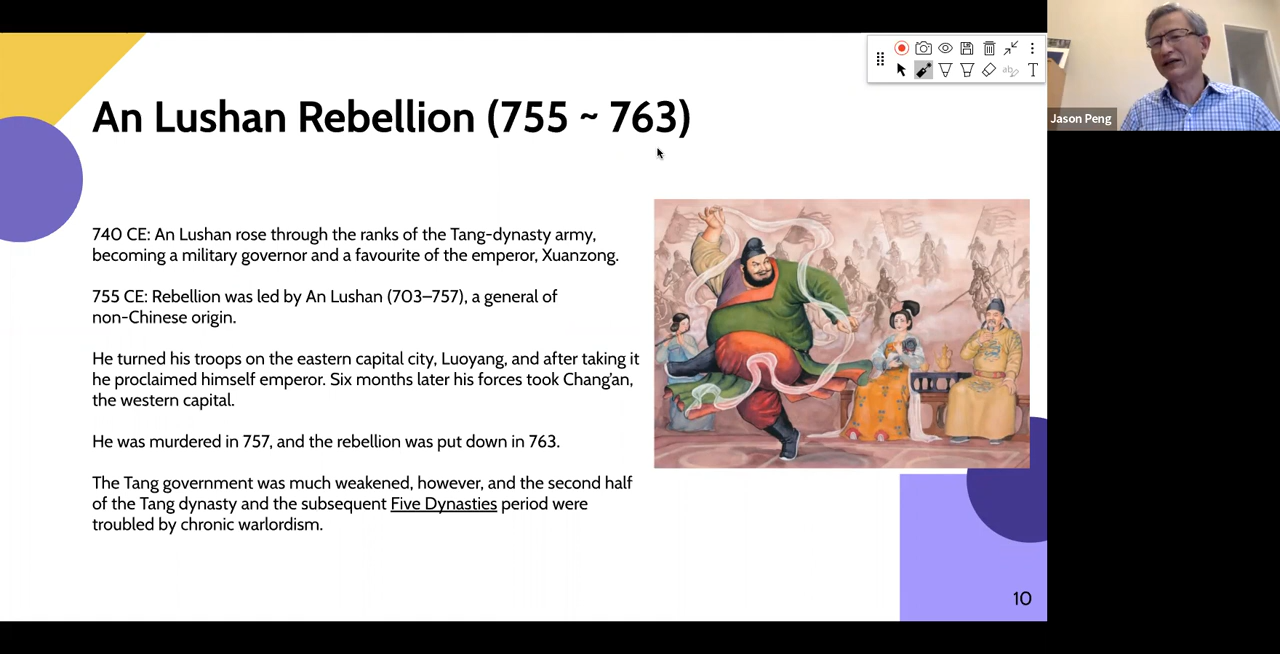 An Lushan Rebellion (755 ~ 763)
740 CE: An Lushan rose through the ranks of the Tang-dynasty army,
becoming a military governor and a favourite of the emperor, Xuanzong.
755 CE: Rebellion was led by An Lushan (703–757), a general of
non-Chinese origin.
He turned his troops on the eastern capital city, Luoyang, and after taking it
he proclaimed himself emperor. Six months later his forces took Chang'an,
the western capital.
He was murdered in 757, and the rebellion was put down in 763.
The Tang government was much weakened, however, and the second half
of the Tang dynasty and the subsequent Five Dynasties period were
troubled by chronic warlordism.
10
ab
T
Jason Peng